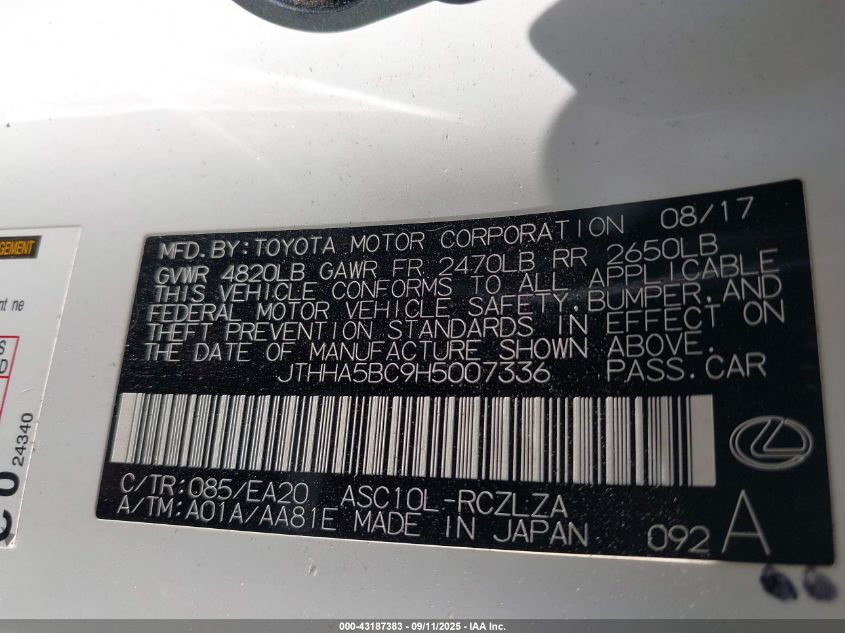 MFD.BY:TOYOTA MOTOR CORPORATION 08/17
GVWR 4820LB GAWR FR 2470LB RR 2650LB
THIS VEHICLE CONFORMS TO ALL APPLICABLE
FEDERAL MOTOR VEHICLE SAFETY,BUMPER,AND
THEFT PREVENTION STANDARDS IN EFFECT ON
THE DATE OF MANUFACTURE SHOWN ABOVE.
JTHHA5BC9H5007336 PASS.CAR
C/TR:085/EA20 ASC10L-RCZLZA
A/TM:A01A/AA81E MADE IN JAPAN 092 A
GEMENT
nt ne
S
D
24340
000-43187383 - 09/11/2025 - IAA Inc.